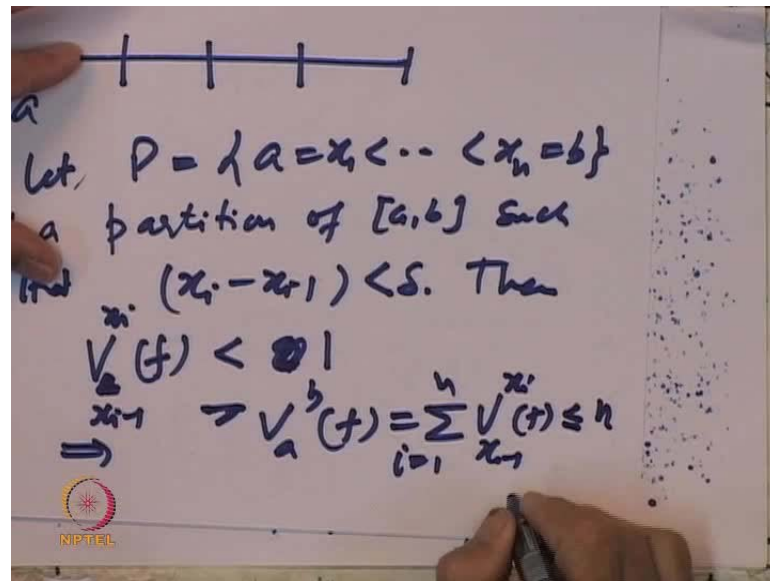 a
Let, P = {a = x₁ < ·· < xₙ = b}
a partition of [a,b] such
that (xᵢ - xᵢ₋₁) < δ. Then
V_{xᵢ₋₁}^{xᵢ}(f) < 1
⇒ V_a^b(f) = Σ_{i=1}^{n} V_{xᵢ₋₁}^{xᵢ}(f) ≤ n
NPTEL